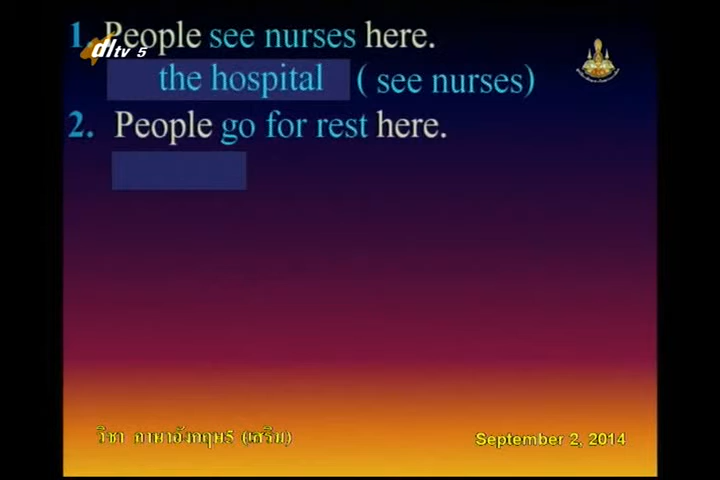 1. People see nurses here.
dltv 5
the hospital ( see nurses)
2. People go for rest here.
วิชา ภาษาอังกฤษ5 (เสริม)
September 2, 2014